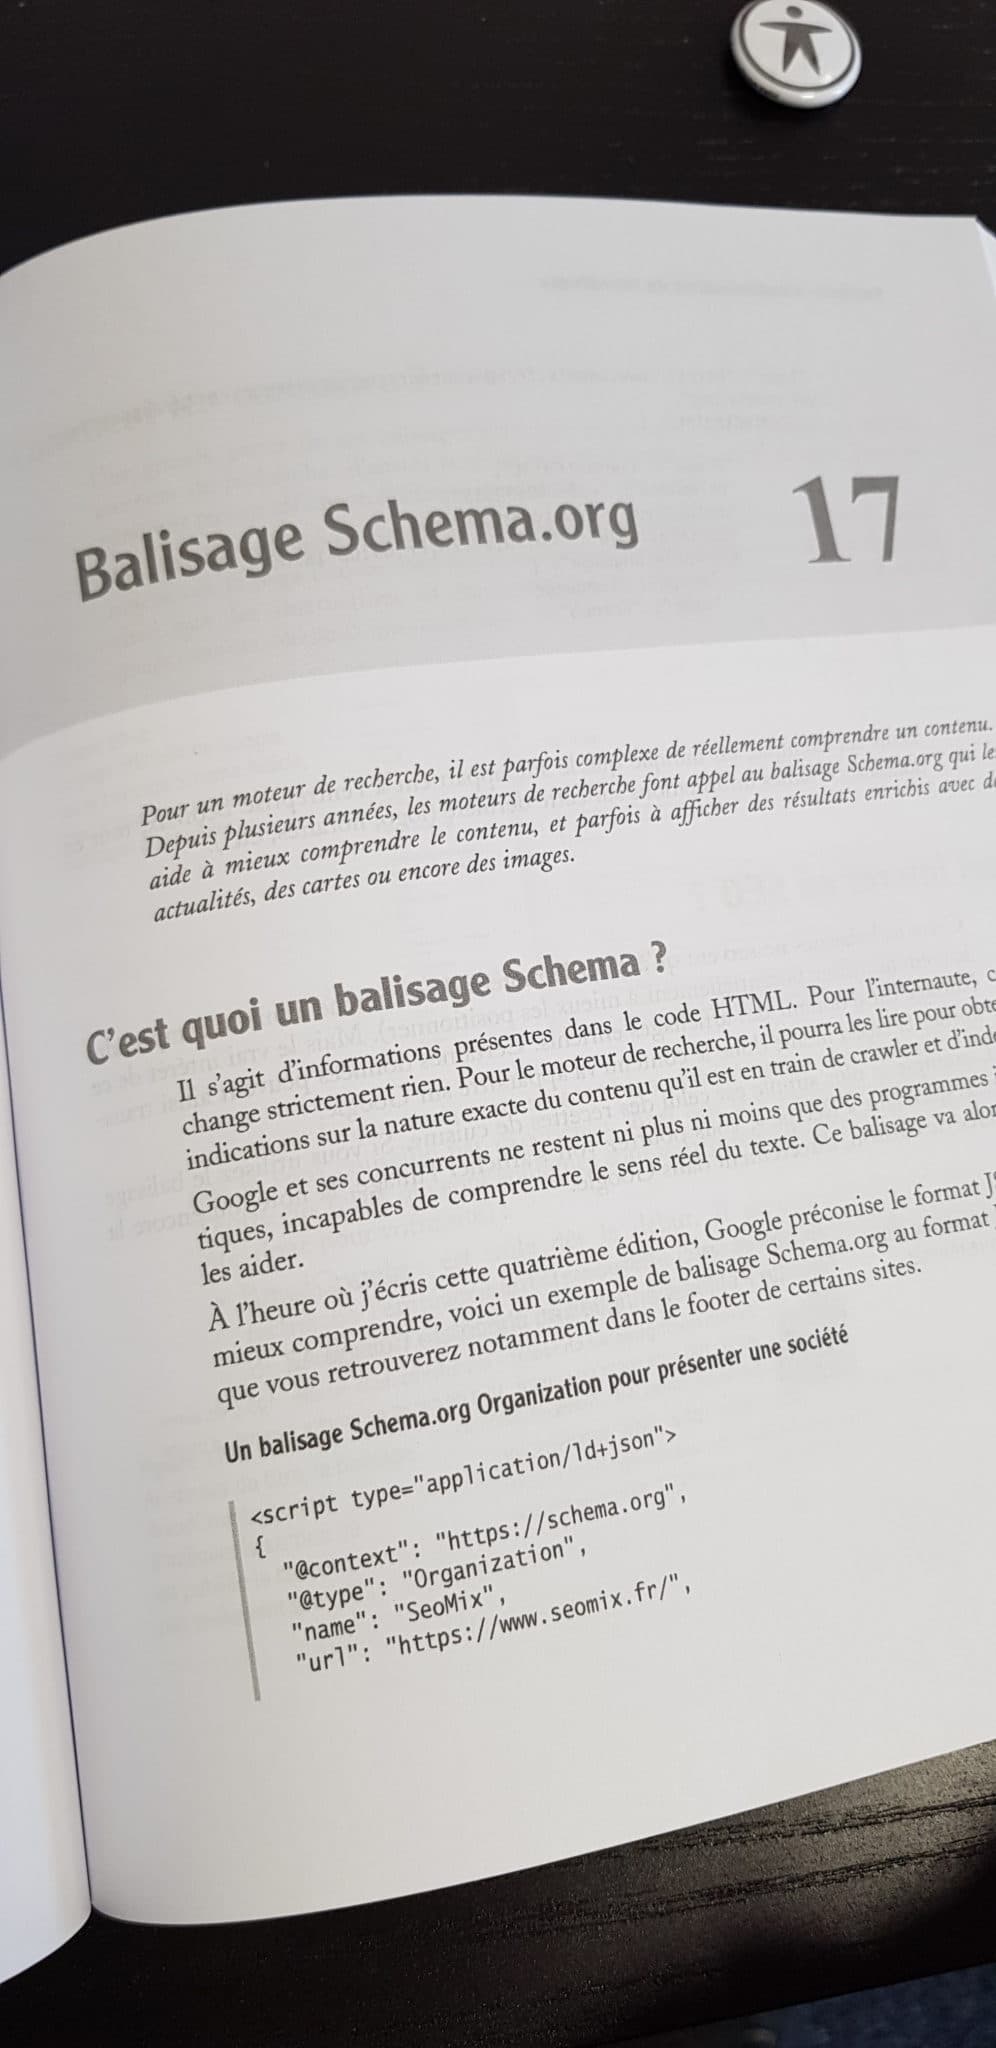 Balisage Schema.org
17
Pour un moteur de recherche, il est parfois complexe de réellement comprendre un contenu.
Depuis plusieurs années, les moteurs de recherche font appel au balisage Schema.org qui
aide à mieux comprendre le contenu, et parfois à afficher des résultats enrichis avec
actualités, des cartes ou encore des images.
C'est quoi un balisage Schema ?
Il s'agit d'informations présentes dans le code HTML. Pour l'internaute,
change strictement rien. Pour le moteur de recherche, il pourra les lire pour
indications sur la nature exacte du contenu qu'il est en train de crawler et
Google et ses concurrents ne restent ni plus ni moins que des programmes
tiques, incapables de comprendre le sens réel du texte. Ce balisage va
les aider.
À l'heure où j'écris cette quatrième édition, Google préconise le format
mieux comprendre, voici un exemple de balisage Schema.org au format
que vous retrouverez notamment dans le footer de certains sites.
Un balisage Schema.org Organization pour présenter une société
<script type="application/ld+json">
{
"@context": "https://schema.org",
"@type": "Organization",
"name": "SeoMix",
"url": "https://www.seomix.fr/",